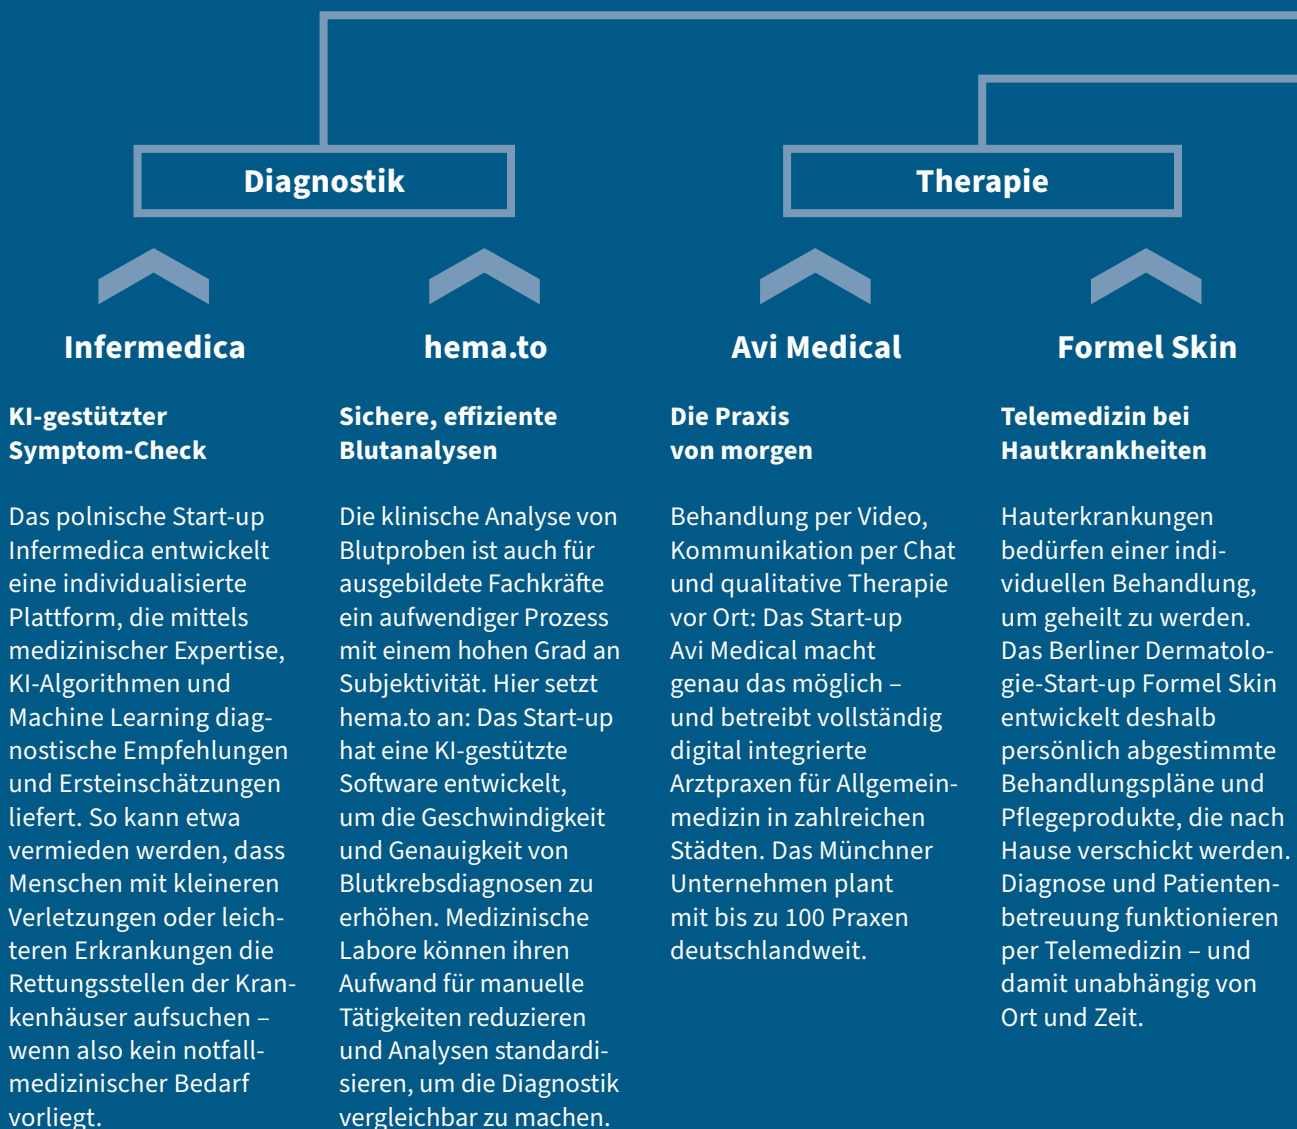 Diagnostik
Therapie
Infermedica
KI-gestützter
Symptom-Check
Das polnische Start-up
Infermedica entwickelt
eine individualisierte
Plattform, die mittels
medizinischer Expertise,
KI-Algorithmen und
Machine Learning diag-
nostische Empfehlungen
und Ersteinschätzungen
liefert. So kann etwa
vermieden werden, dass
Menschen mit kleineren
Verletzungen oder leich-
teren Erkrankungen die
Rettungsstellen der Kran-
kenhäuser aufsuchen –
wenn also kein notfall-
medizinischer Bedarf
vorliegt.
hema.to
Sichere, effiziente
Blutanalysen
Die klinische Analyse von
Blutproben ist auch für
ausgebildete Fachkräfte
ein aufwendiger Prozess
mit einem hohen Grad an
Subjektivität. Hier setzt
hema.to an: Das Start-up
hat eine KI-gestützte
Software entwickelt,
um die Geschwindigkeit
und Genauigkeit von
Blutkrebsdiagnosen zu
erhöhen. Medizinische
Labore können ihren
Aufwand für manuelle
Tätigkeiten reduzieren
und Analysen standardi-
sieren, um die Diagnostik
vergleichbar zu machen.
Avi Medical
Die Praxis
von morgen
Behandlung per Video,
Kommunikation per Chat
und qualitative Therapie
vor Ort: Das Start-up
Avi Medical macht
genau das möglich –
und betreibt vollständig
digital integrierte
Arztpraxen für Allgemein-
medizin in zahlreichen
Städten. Das Münchner
Unternehmen plant
mit bis zu 100 Praxen
deutschlandweit.
Formel Skin
Telemedizin bei
Hautkrankheiten
Hauterkrankungen
bedürfen einer indi-
viduellen Behandlung,
um geheilt zu werden.
Das Berliner Dermatolo-
gie-Start-up Formel Skin
entwickelt deshalb
persönlich abgestimmte
Behandlungspläne und
Pflegeprodukte, die nach
Hause verschickt werden.
Diagnose und Patienten-
betreuung funktionieren
per Telemedizin – und
damit unabhängig von
Ort und Zeit.